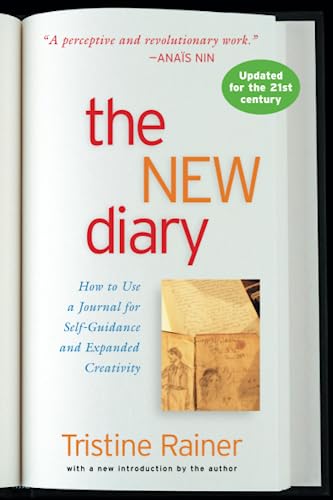 "A perceptive and revolutionary work."
—ANAÏS NIN
Updated
for the 21st
century
the
NEW
diary
How to Use
a Journal for
Self-Guidance
and Expanded
Creativity
Tristine Rainer
with a new introduction by the author